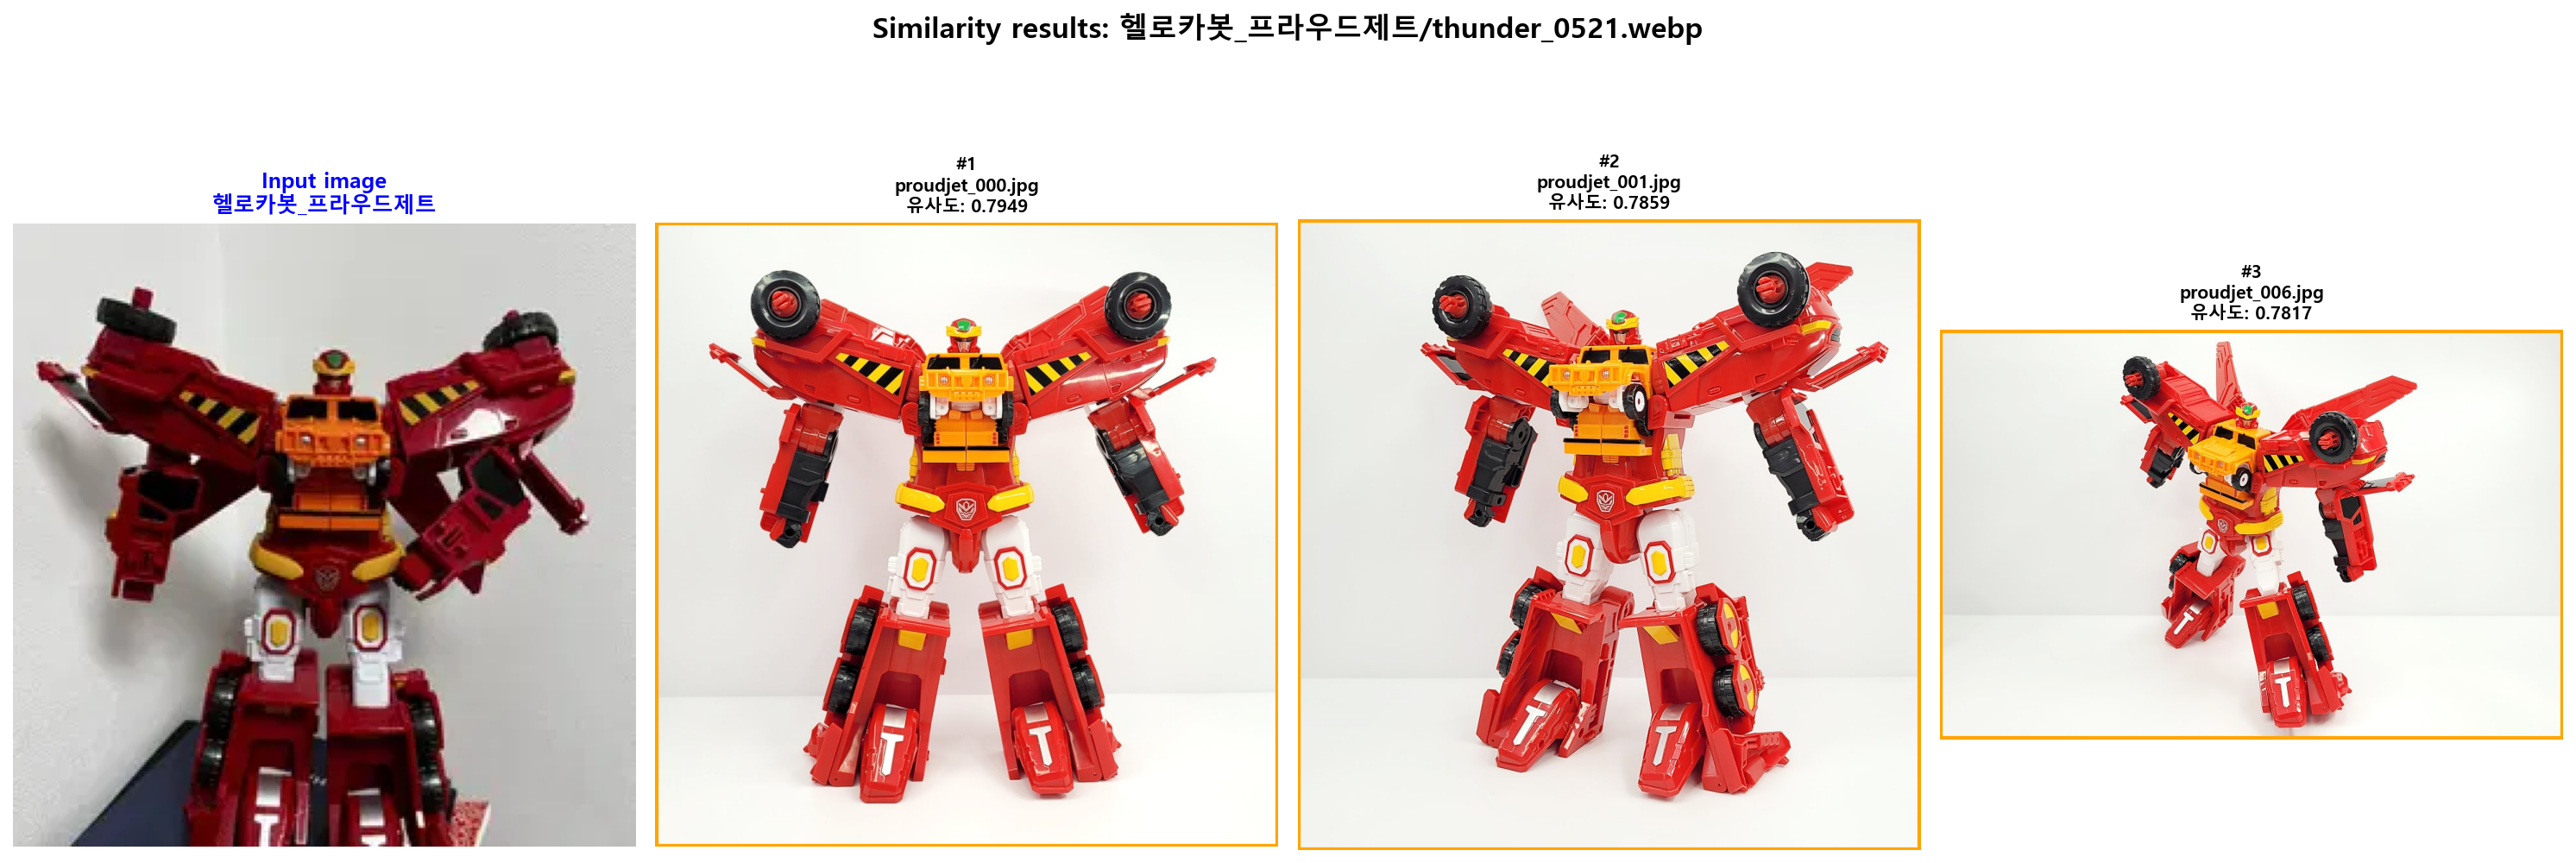 Similarity results: 헬로카봇_프라우드제트/thunder_0521.webp
Input image
헬로카봇_프라우드제트
#1
proudjet_000.jpg
유사도: 0.7949
#2
proudjet_001.jpg
유사도: 0.7859
#3
proudjet_006.jpg
유사도: 0.7817